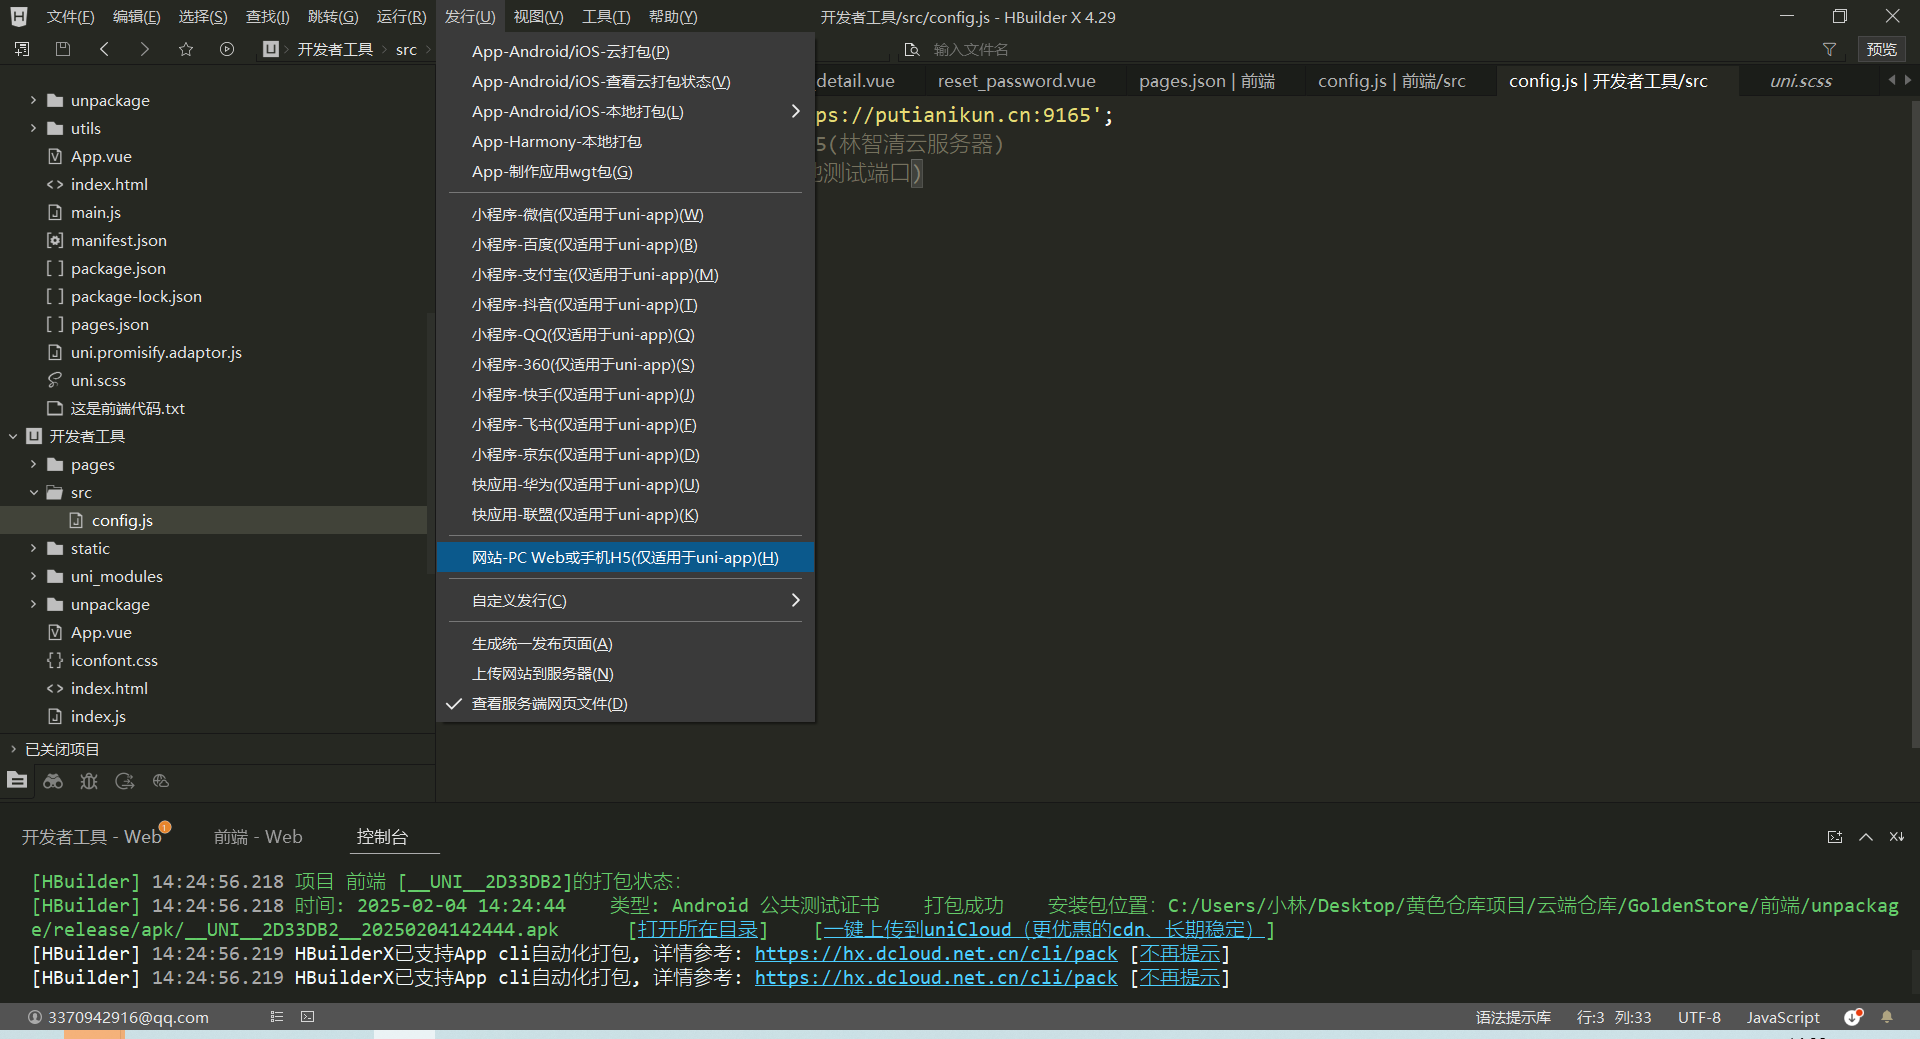 文件(F) 编辑(E) 选择(S) 查找(I) 跳转(G) 运行(R) 发行(U) 视图(V) 工具(T) 帮助(Y) 开发者工具/src/config.js - HBuilder X 4.29
开发者工具 src 输入文件名 预览
_detail.vue reset_password.vue pages.json | 前端 config.js | 前端/src config.js | 开发者工具/src uni.scss
unpackage
utils
App.vue
index.html
main.js
manifest.json
package.json
package-lock.json
pages.json
uni.promisify.adaptor.js
uni.scss
这是前端代码.txt
开发者工具
pages
src
config.js
static
uni_modules
unpackage
App.vue
iconfont.css
index.html
index.js
已关闭项目
App-Android/iOS-云打包(P)
App-Android/iOS-查看云打包状态(V)
App-Android/iOS-本地打包(L)
App-Harmony-本地打包
App-制作应用wgt包(G)
小程序-微信(仅适用于uni-app)(W)
小程序-百度(仅适用于uni-app)(B)
小程序-支付宝(仅适用于uni-app)(M)
小程序-抖音(仅适用于uni-app)(T)
小程序-QQ(仅适用于uni-app)(Q)
小程序-360(仅适用于uni-app)(S)
小程序-快手(仅适用于uni-app)(J)
小程序-飞书(仅适用于uni-app)(F)
小程序-京东(仅适用于uni-app)(D)
快应用-华为(仅适用于uni-app)(U)
快应用-联盟(仅适用于uni-app)(K)
网站-PC Web或手机H5(仅适用于uni-app)(H)
自定义发行(C)
生成统一发布页面(A)
上传网站到服务器(N)
查看服务端网页文件(D)
ps://putianikun.cn:9165';
5(林智清云服务器)
测试端口)
开发者工具 - Web 1 前端 - Web 控制台
[HBuilder] 14:24:56.218 项目 前端 [__UNI__2D33DB2]的打包状态:
[HBuilder] 14:24:56.218 时间: 2025-02-04 14:24:44 类型: Android 公共测试证书 打包成功 安装包位置: C:/Users/小林/Desktop/黄色仓库项目/云端仓库/GoldenStore/前端/unpackag
e/release/apk/__UNI__2D33DB2__20250204142444.apk [打开所在目录] [一键上传到uniCloud（更优惠的cdn、长期稳定）]
[HBuilder] 14:24:56.219 HBuilderX已支持App cli自动化打包, 详情参考: https://hx.dcloud.net.cn/cli/pack [不再提示]
[HBuilder] 14:24:56.219 HBuilderX已支持App cli自动化打包, 详情参考: https://hx.dcloud.net.cn/cli/pack [不再提示]
3370942916@qq.com 语法提示库 行:3 列:33 UTF-8 JavaScript